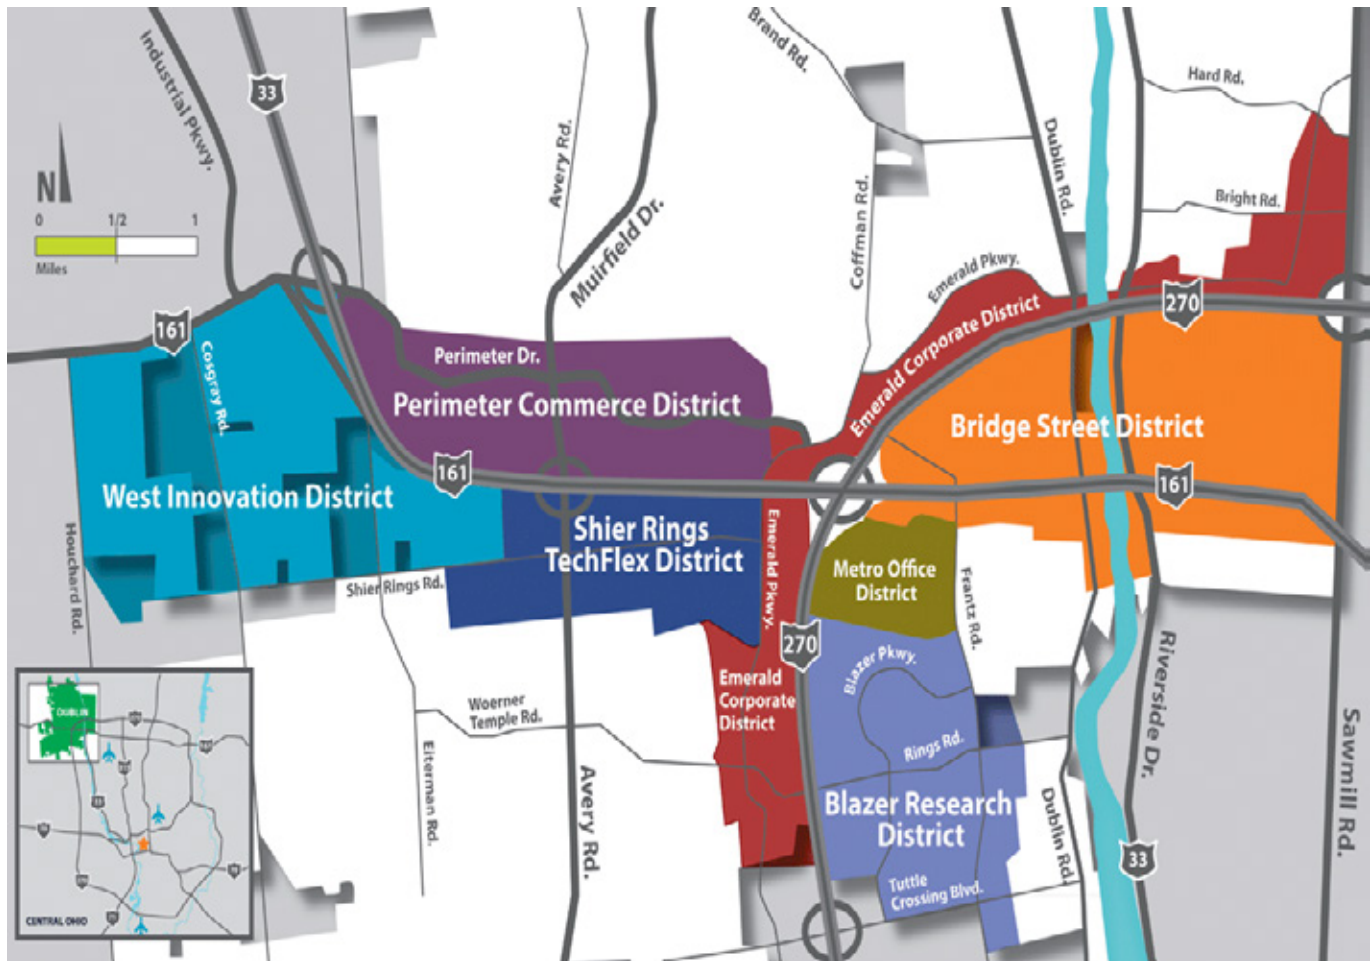 Industrial Pkwy.
33
Brand Rd.
Hard Rd.
Avery Rd.
Dublin Rd.
N
0
1/2
1
Miles
Muirfield Dr.
Coffman Rd.
Bright Rd.
Emerald Pkwy.
270
161
Cosgray Rd.
Perimeter Dr.
Emerald Corporate District
Perimeter Commerce District
Bridge Street District
161
161
West Innovation District
Shier Rings
TechFlex District
Emerald Pkwy.
Houchard Rd.
Shier Rings Rd.
Metro Office
District
Frantz Rd.
270
Blazer Pkwy.
Riverside Dr.
Emerald
Corporate
District
DUBLIN
Woerner
Temple Rd.
Eiterman Rd.
Rings Rd.
Avery Rd.
Blazer Research
District
Dublin Rd.
Sawmill Rd.
33
Tuttle
Crossing Blvd.
CENTRAL OHIO